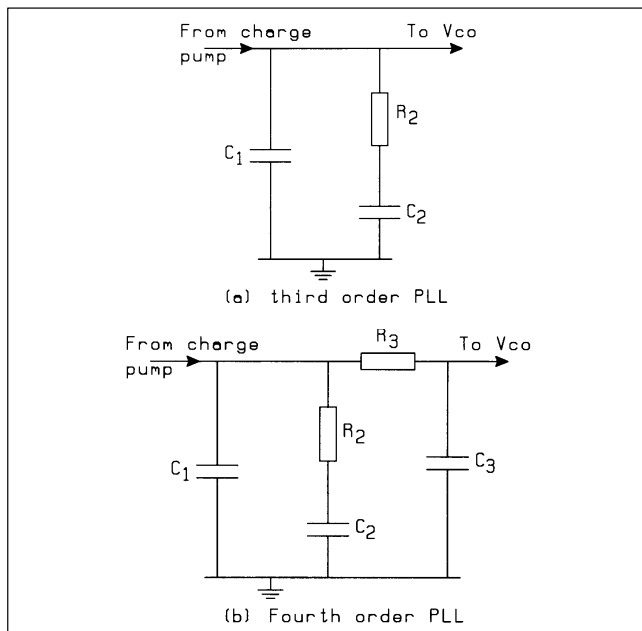 From charge
pump
To Vco
R2
C1
C2
(a) third order PLL
From charge
pump
R3
To Vco
R2
C1
C3
C2
(b) Fourth order PLL